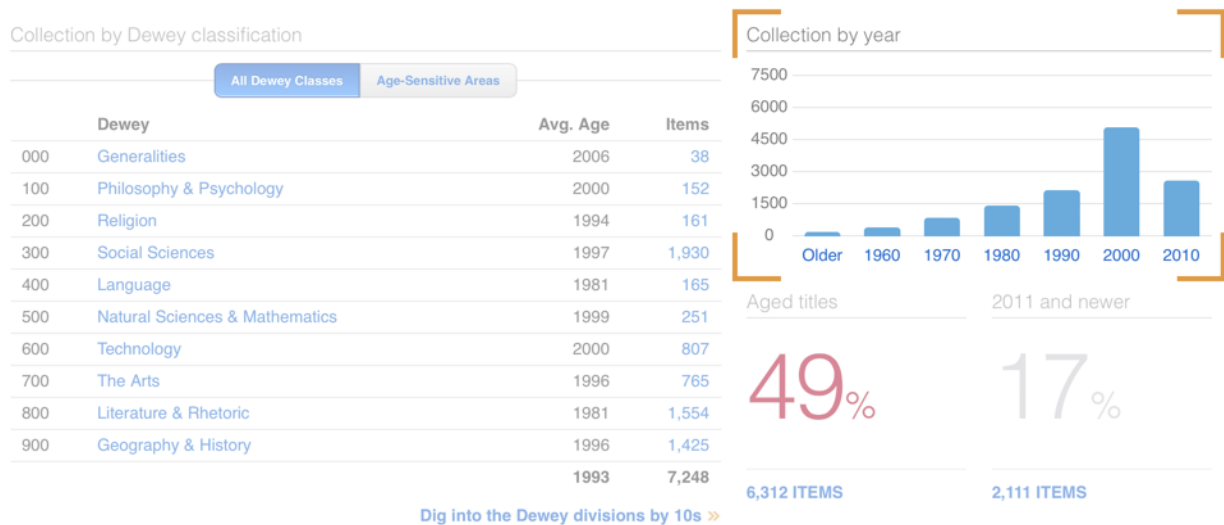 Collection by Dewey classification
All Dewey Classes Age-Sensitive Areas
Dewey Avg. Age Items
000 Generalities 2006 38
100 Philosophy & Psychology 2000 152
200 Religion 1994 161
300 Social Sciences 1997 1,930
400 Language 1981 165
500 Natural Sciences & Mathematics 1999 251
600 Technology 2000 807
700 The Arts 1996 765
800 Literature & Rhetoric 1981 1,554
900 Geography & History 1996 1,425
1993 7,248
Dig into the Dewey divisions by 10s »
Collection by year
7500
6000
4500
3000
1500
0
Older 1960 1970 1980 1990 2000 2010
Aged titles 2011 and newer
49% 17%
6,312 ITEMS 2,111 ITEMS